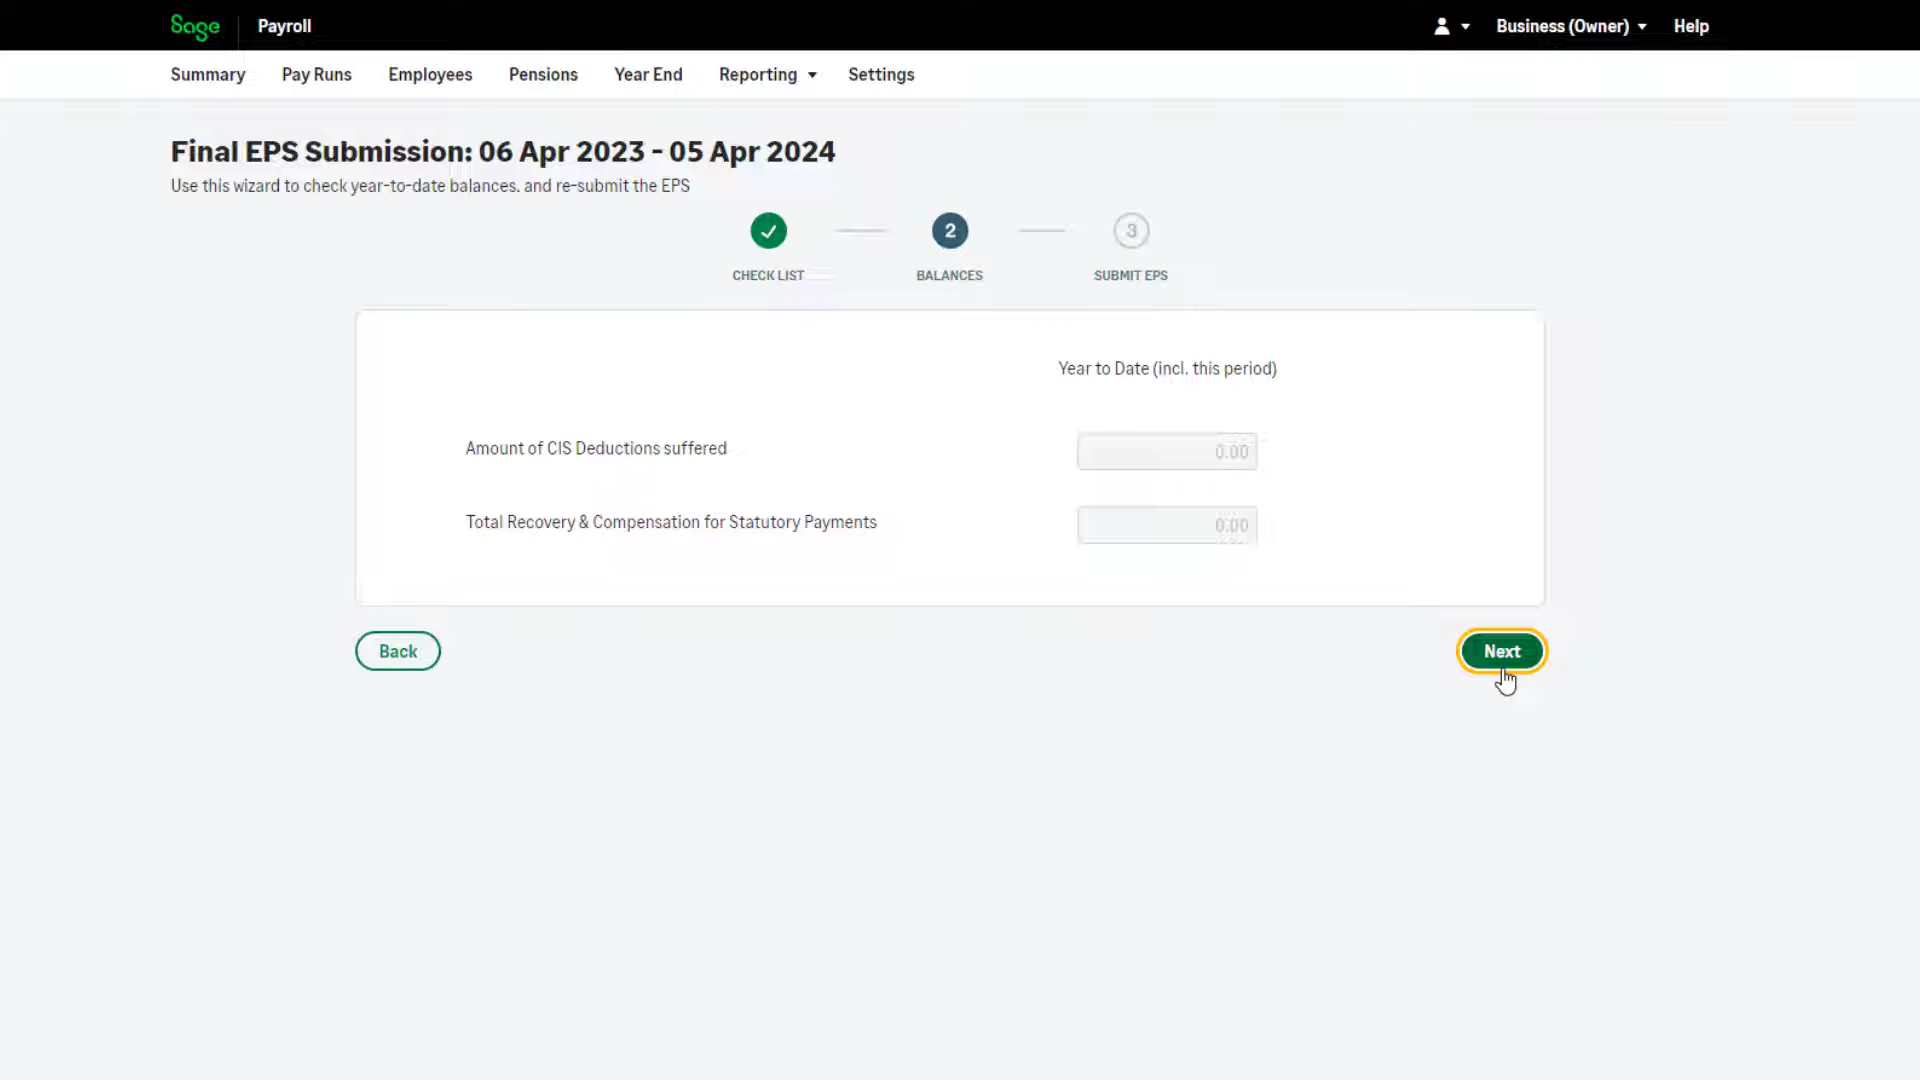 Sage Payroll Business (Owner) Help
Summary Pay Runs Employees Pensions Year End Reporting Settings
Final EPS Submission: 06 Apr 2023 - 05 Apr 2024
Use this wizard to check year-to-date balances. and re-submit the EPS
2 3
CHECK LIST BALANCES SUBMIT EPS
Year to Date (incl. this period)
Amount of CIS Deductions suffered 0.00
Total Recovery & Compensation for Statutory Payments 0.00
Back Next